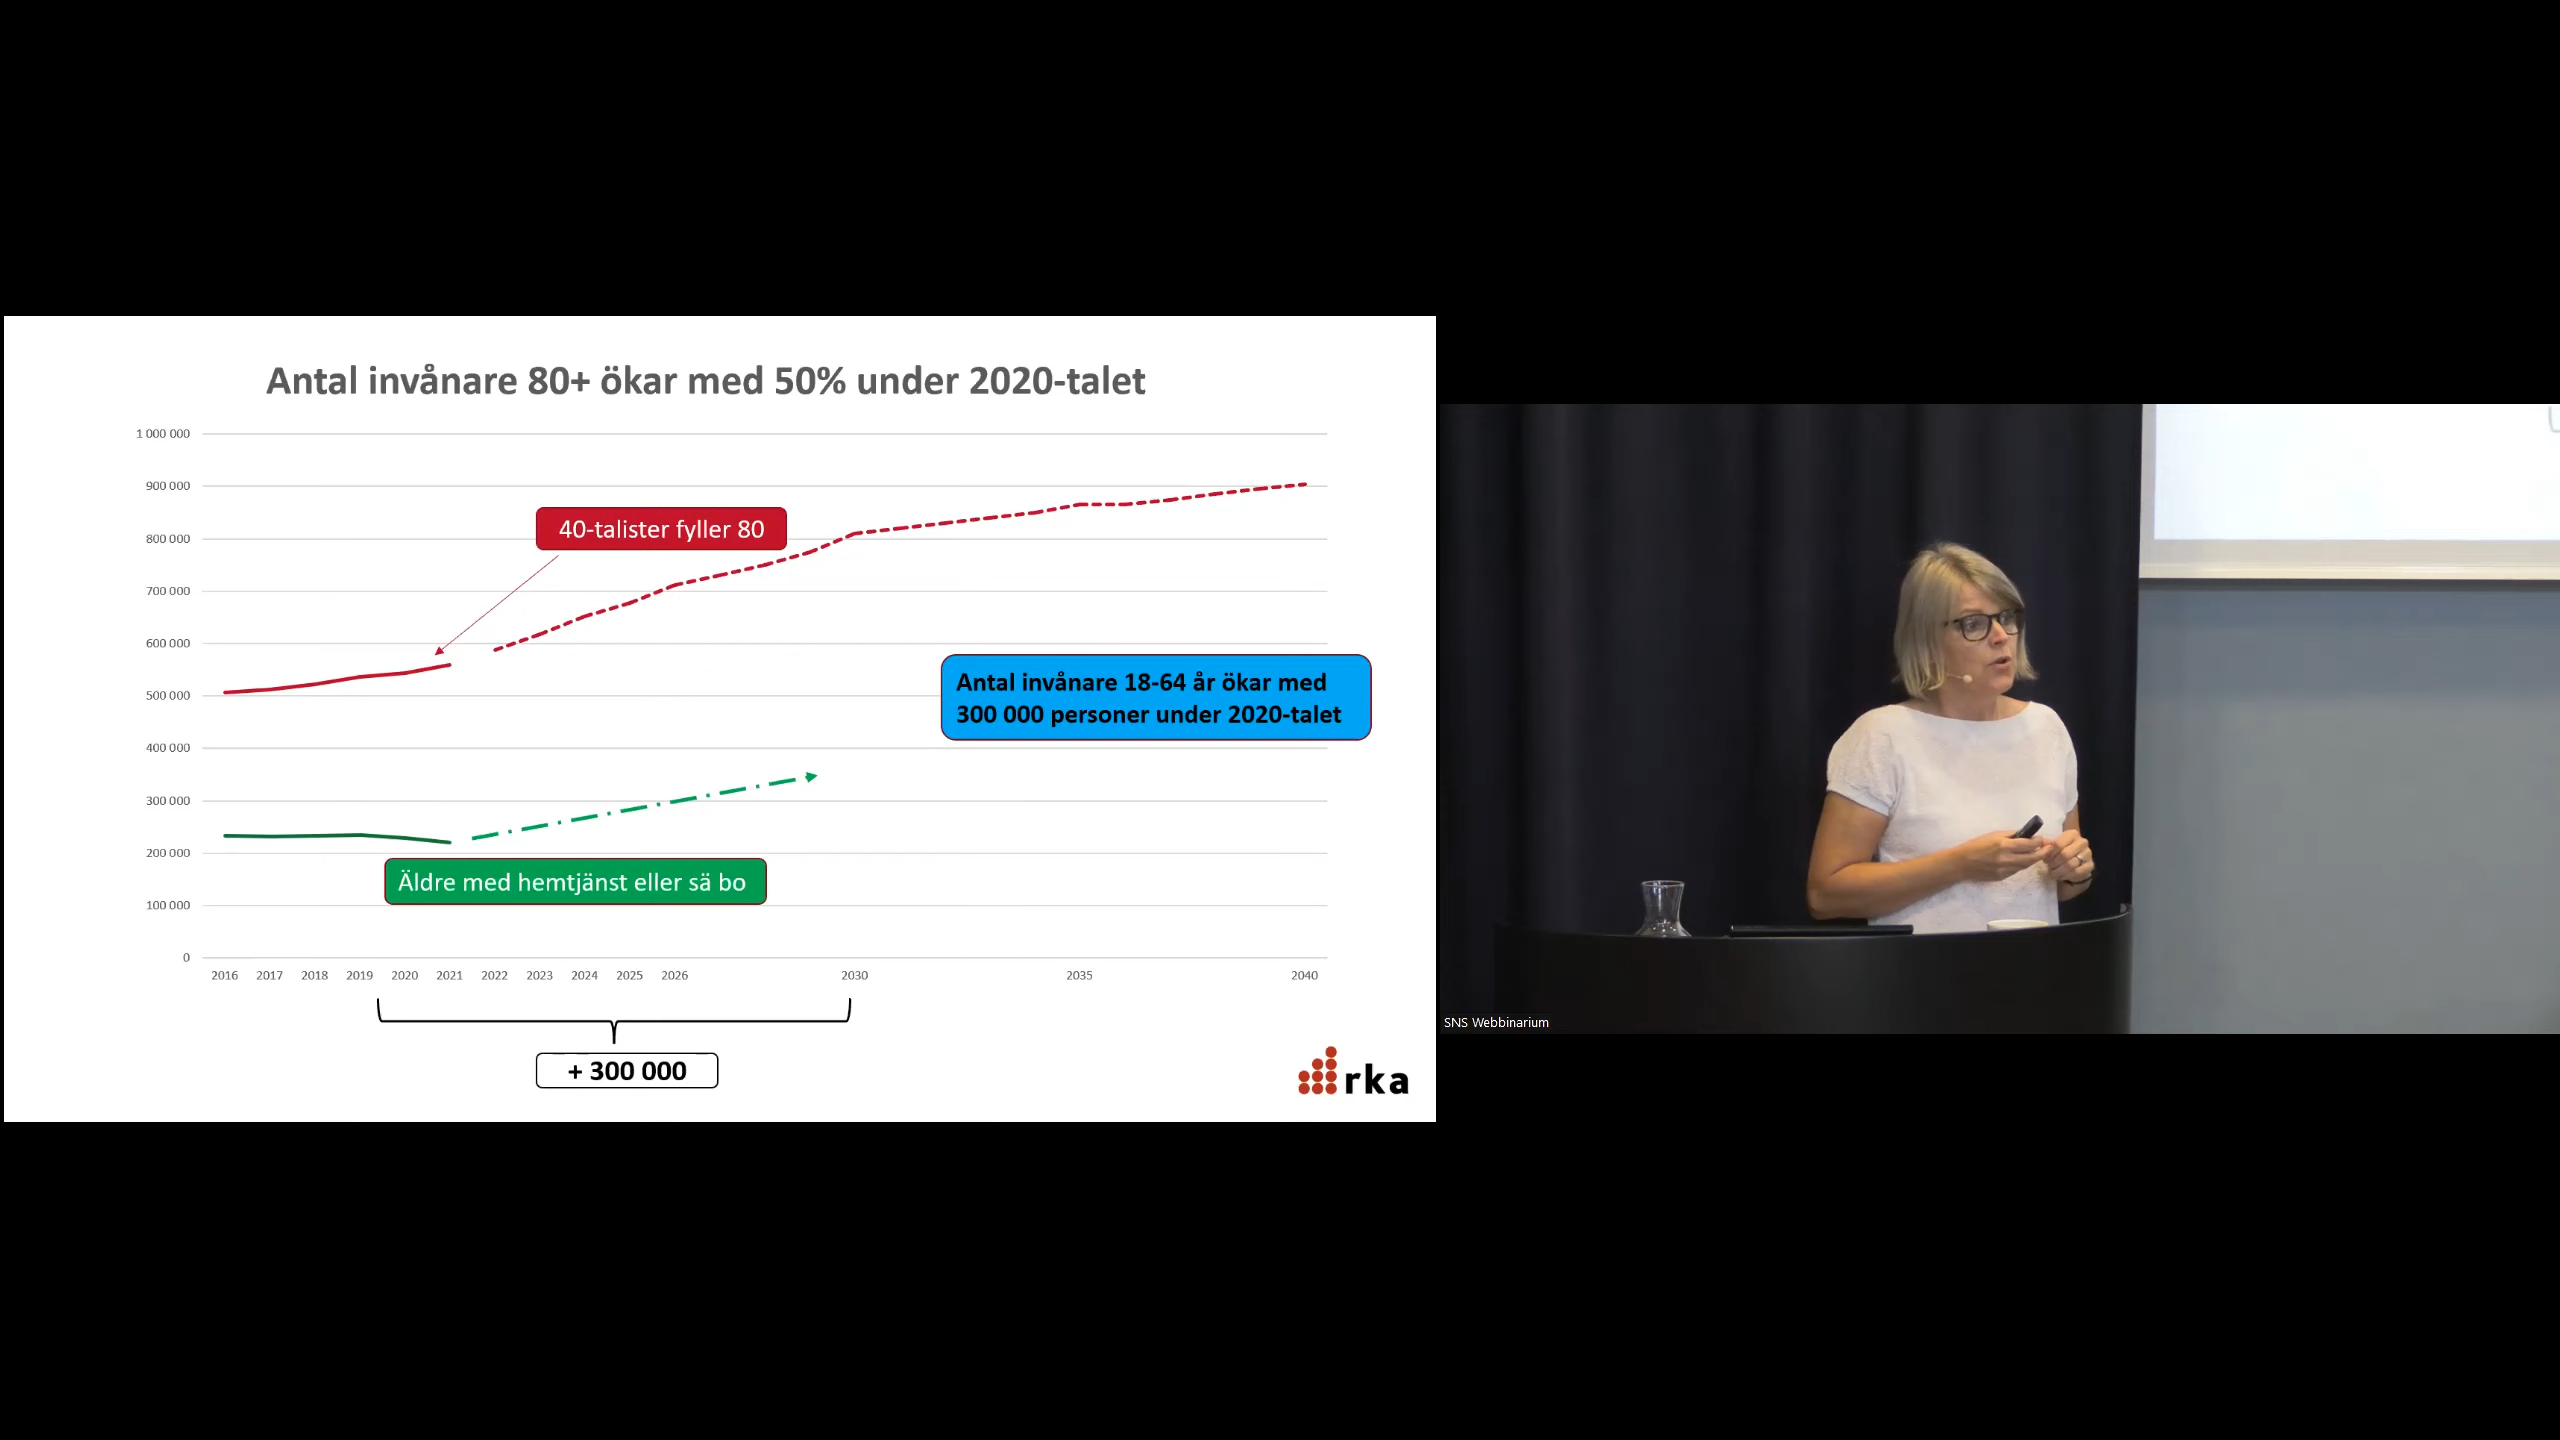 Antal invånare 80+ ökar med 50% under 2020-talet
1 000 000
900 000
800 000
700 000
600 000
500 000
400 000
300 000
200 000
100 000
0
40-talister fyller 80
Antal invånare 18-64 år ökar med
300 000 personer under 2020-talet
Äldre med hemtjänst eller sä bo
2016 2017 2018 2019 2020 2021 2022 2023 2024 2025 2026 2030 2035 2040
+ 300 000
rka
SNS Webbinarium